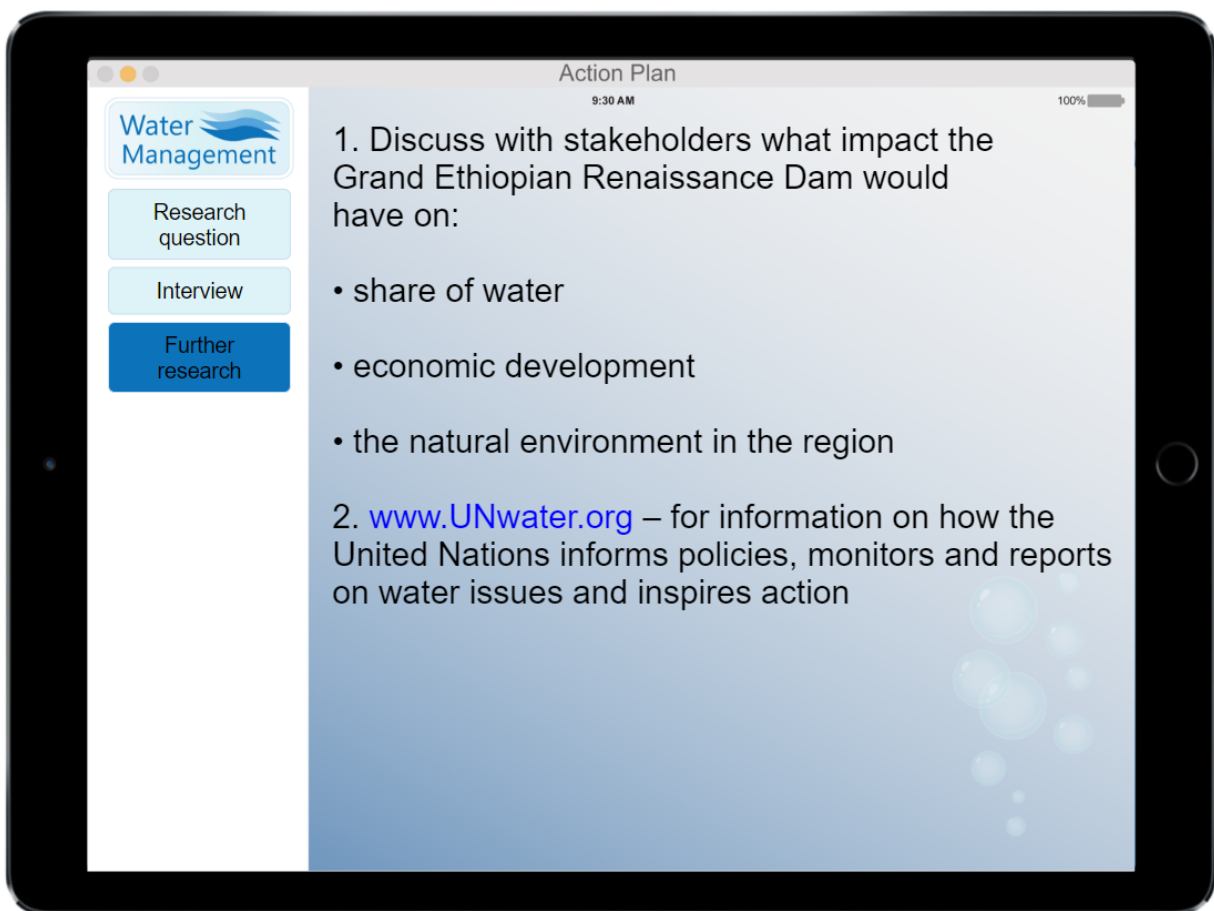 Action Plan
9:30 AM
100%
Water
Management
Research
question
Interview
Further
research
1. Discuss with stakeholders what impact the
Grand Ethiopian Renaissance Dam would
have on:
• share of water
• economic development
• the natural environment in the region
2. www.UNwater.org – for information on how the
United Nations informs policies, monitors and reports
on water issues and inspires action